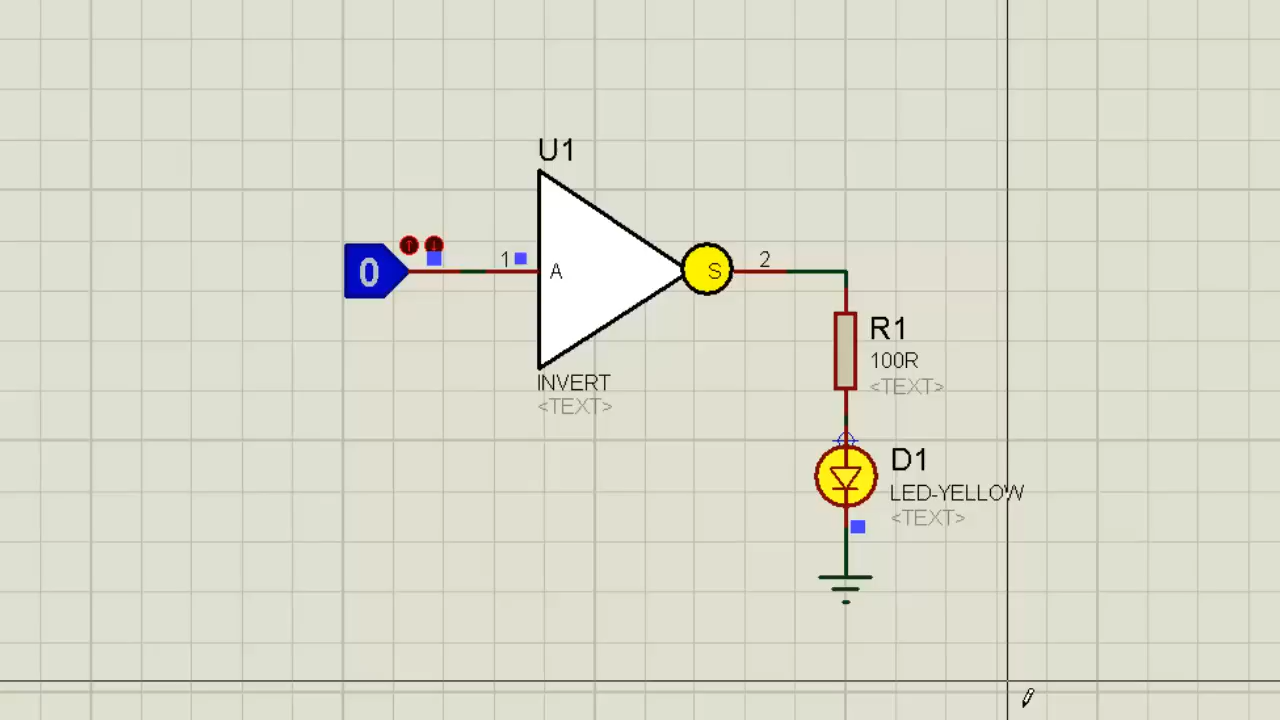 U1
0
1
A
S
2
INVERT
<TEXT>
R1
100R
<TEXT>
D1
LED-YELLOW
<TEXT>